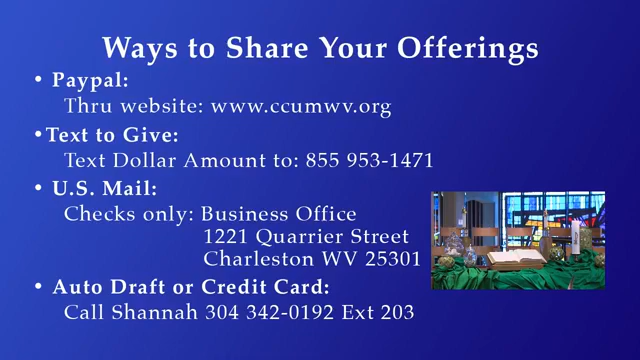 Ways to Share Your Offerings
• Paypal:
Thru website: www.ccumwv.org
•Text to Give:
Text Dollar Amount to: 855 953-1471
• U.S. Mail:
Checks only: Business Office
1221 Quarrier Street
Charleston WV 25301
• Auto Draft or Credit Card:
Call Shannah 304 342-0192 Ext 203